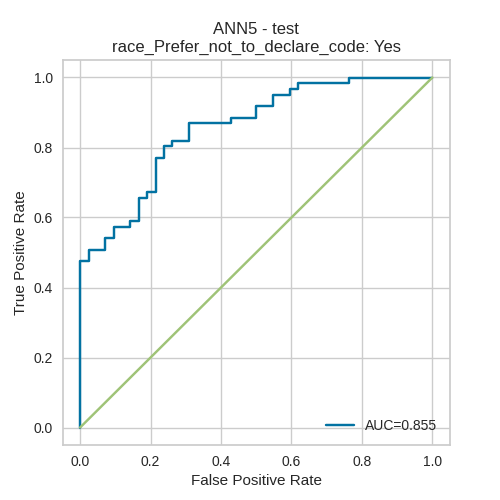 ANN5 - test
race_Prefer_not_to_declare_code: Yes
1.0
0.8
0.6
0.4
0.2
0.0
True Positive Rate
AUC=0.855
0.0 0.2 0.4 0.6 0.8 1.0
False Positive Rate